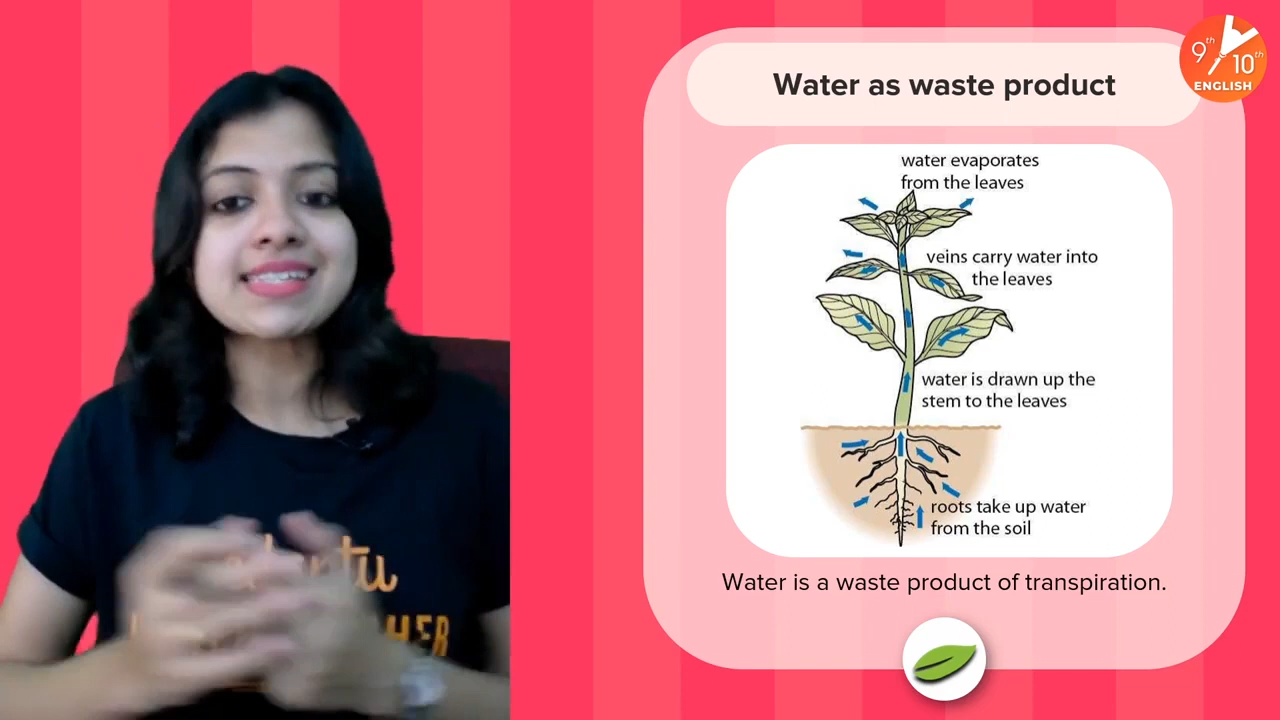 Water as waste product
9th
10th
ENGLISH
water evaporates
from the leaves
veins carry water into
the leaves
water is drawn up the
stem to the leaves
roots take up water
from the soil
Water is a waste product of transpiration.